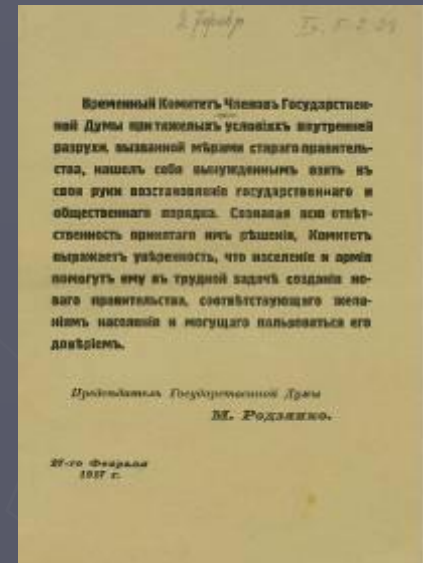 Временный Комитетъ Членовъ Государствен-
ной Думы при тяжелыхъ условіяхъ внутренней
разрухи, вызванной мѣрами стараго правитель-
ства, нашелъ себя вынужденнымъ взять въ
свои руки возстановленіе государственнаго и
общественнаго порядка. Сознавая всю отвѣт-
ственность принятаго имъ рѣшенія, Комитетъ
выражаетъ увѣренность, что населеніе и армія
помогутъ ему въ трудной задачѣ созданія но-
ваго правительства, соотвѣтствующаго жела-
ніямъ населенія и могущаго пользоваться его
довѣріемъ.
Предсѣдатель Государственной Думы
М. Родзянко.
27-го Февраля
1917 г.